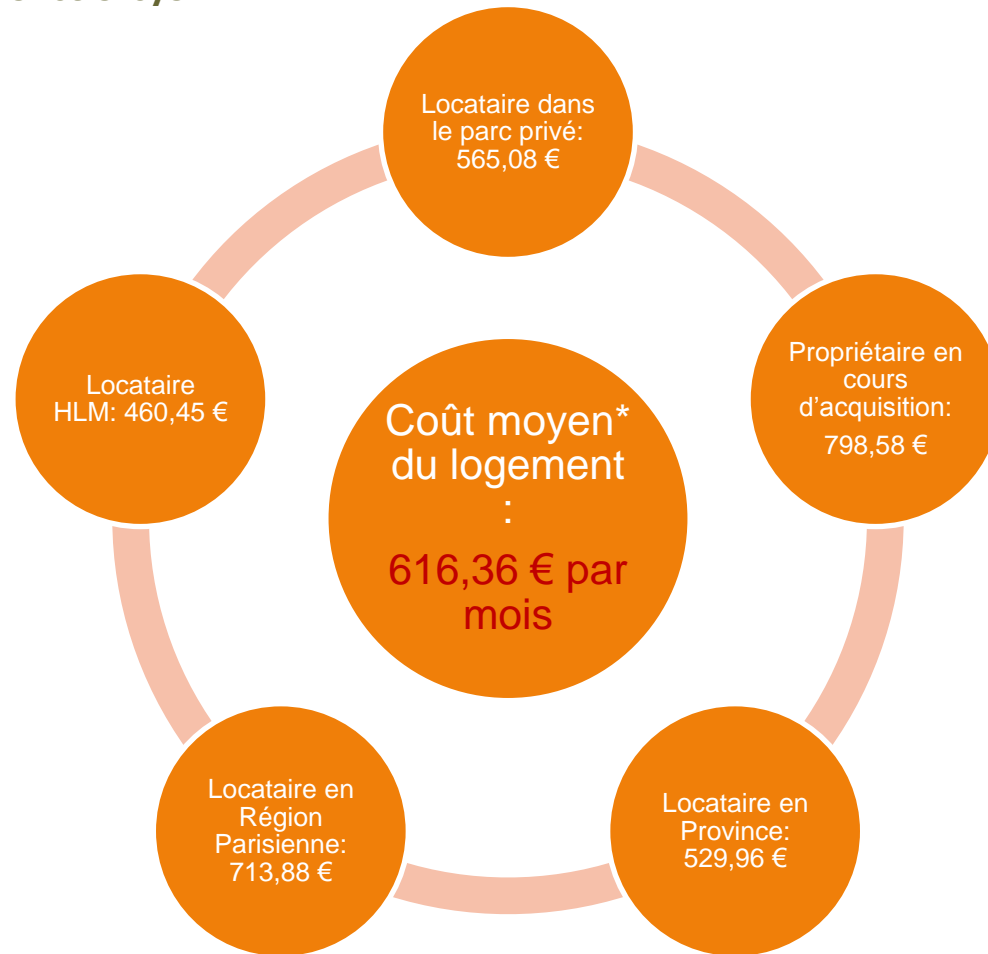 Locataire dans
le parc privé:
565,08 €
Propriétaire en
cours
d’acquisition:
798,58 €
Locataire
HLM: 460,45 €
Coût moyen*
du logement
:
616,36 € par
mois
Locataire en
Région
Parisienne:
713,88 €
Locataire en
Province:
529,96 €